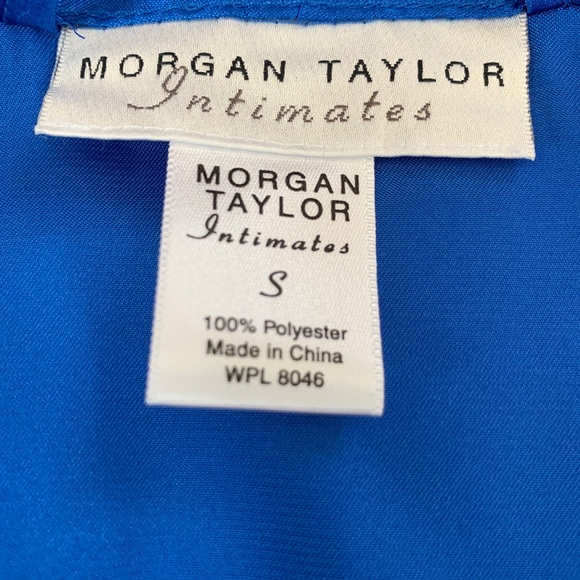 MORGAN TAYLOR
Intimates
MORGAN
TAYLOR
Intimates
S
100% Polyester
Made in China
WPL 8046